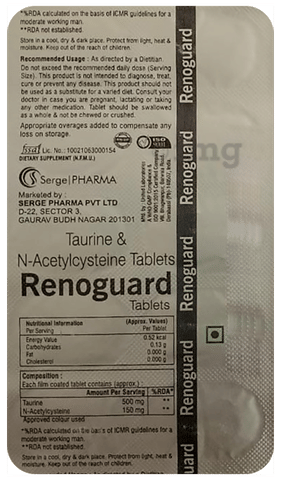 *%RDA calculated on the basis of ICMR guidelines for a
moderate working man.
**RDA not established.
Store in a cool, dry & dark place. Protect from light, heat &
moisture. Keep out of the reach of children.
Recommended Usage : As directed by a Dietitian
Do not exceed the recommended daily dose (Serving
Size). This product is not intended to diagnose, treat,
cure or prevent any disease. This product should not
be used as a substitute for a varied diet. Consult your
doctor in case you are pregnant, lactating or taking
any other medication. Tablet should be swallowed
as a whole & not be chewed or crushed.
Appropriate overages added to compensate any
loss on storage.
fssai Lic. No.: 10021063000154
DIETARY SUPPLEMENT (N.F.M.U.)
Serge PHARMA
Marketed by :
SERGE PHARMA PVT LTD
D-22, SECTOR 3,
GAURAV BUDH NAGAR 201301
Mfg by: United Laboratories
Taurine &
N-Acetylcysteine Tablets
Renoguard
Tablets
Nutritional Information (Approx. Values)
Per Serving Per Tablet
Energy Value 0.52 kcal
Carbohydrates 0.13 g
Fat 0.000 g
Cholesterol 0.000 g
Composition :
Each film coated tablet contains (approx.)
Amount Per Serving %RDA*
Taurine 500 mg **
N-Acetylcysteine 150 mg **
Approved colour used
*%RDA calculated on the basis of ICMR guidelines for a
moderate working man.
**RDA not established.
Store in a cool, dry & dark place. Protect from light, heat &
moisture. Keep out of the reach of children.
Renoguard
Renoguard
Renoguard
Renoguard
uard
mg